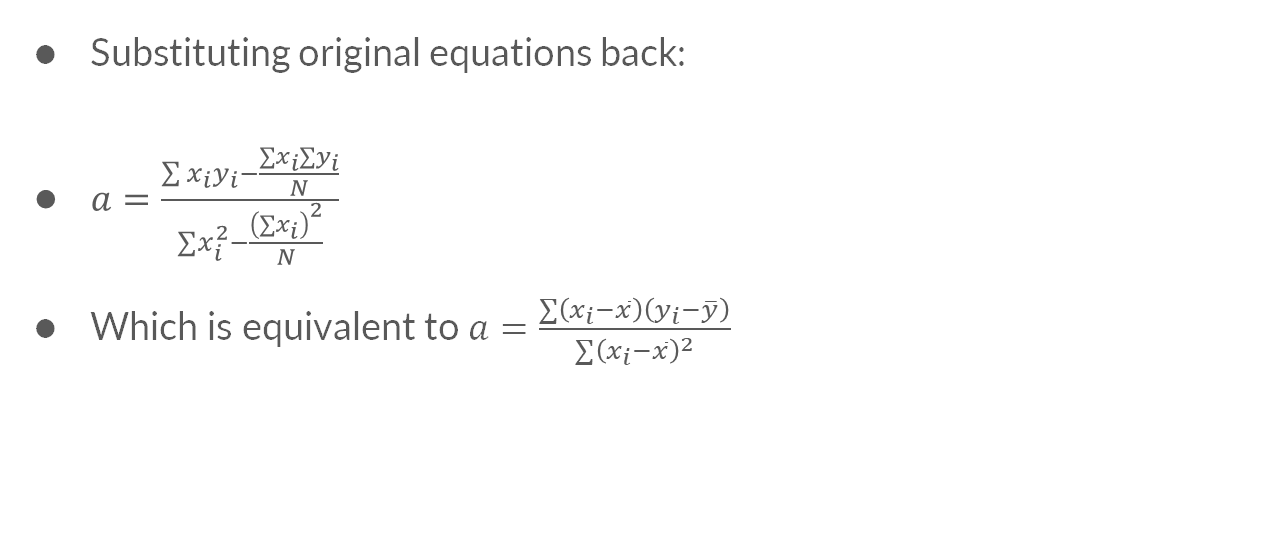 ● Substituting original equations back:
● a = (∑ xᵢyᵢ − (∑xᵢ∑yᵢ)/N) / (∑xᵢ² − (∑xᵢ)²/N)
● Which is equivalent to a = ∑(xᵢ−ẋ)(yᵢ−ȳ) / ∑(xᵢ−ẋ)²